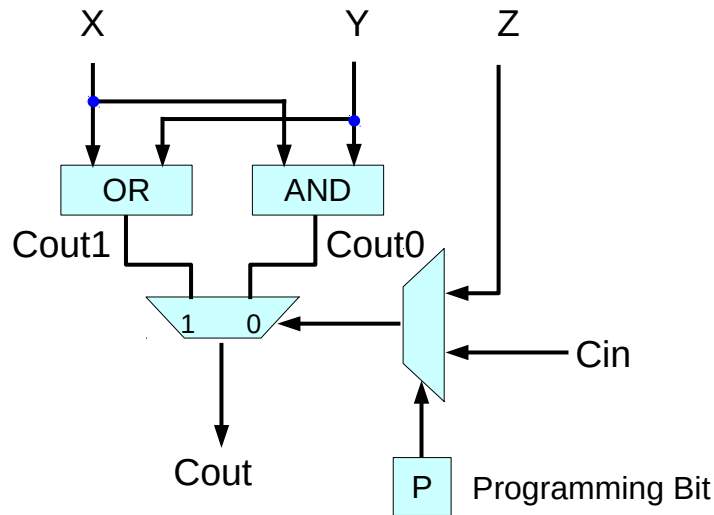 X Y Z
OR AND
Cout1 Cout0
1 0
Cin
Cout
P Programming Bit